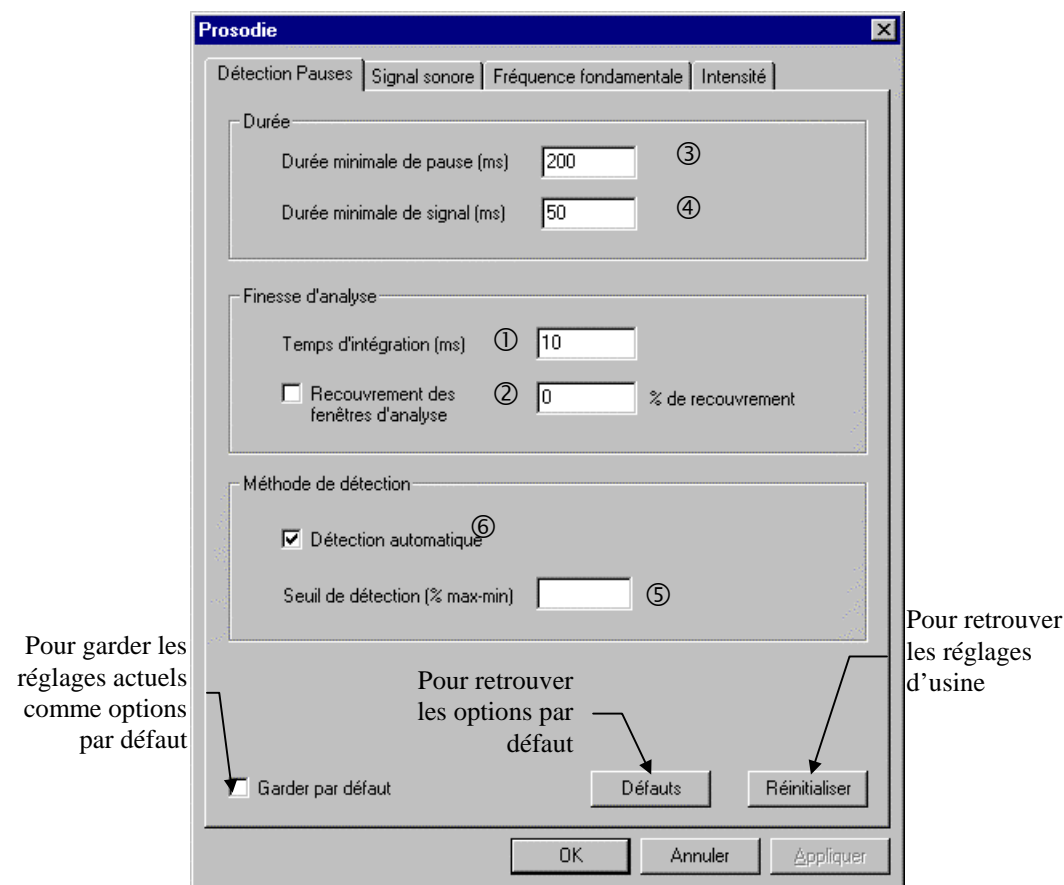 Prosodie
Détection Pauses Signal sonore Fréquence fondamentale Intensité
Durée
Durée minimale de pause (ms) 200 ③
Durée minimale de signal (ms) 50 ④
Finesse d'analyse
Temps d'intégration (ms) ① 10
Recouvrement des
fenêtres d'analyse ② 0 % de recouvrement
Méthode de détection
Détection automatique ⑥
Seuil de détection (% max-min) ⑤
Pour garder les
réglages actuels
comme options
par défaut
Pour retrouver
les options par
défaut
Pour retrouver
les réglages
d’usine
Garder par défaut Défauts Réinitialiser
OK Annuler Appliquer